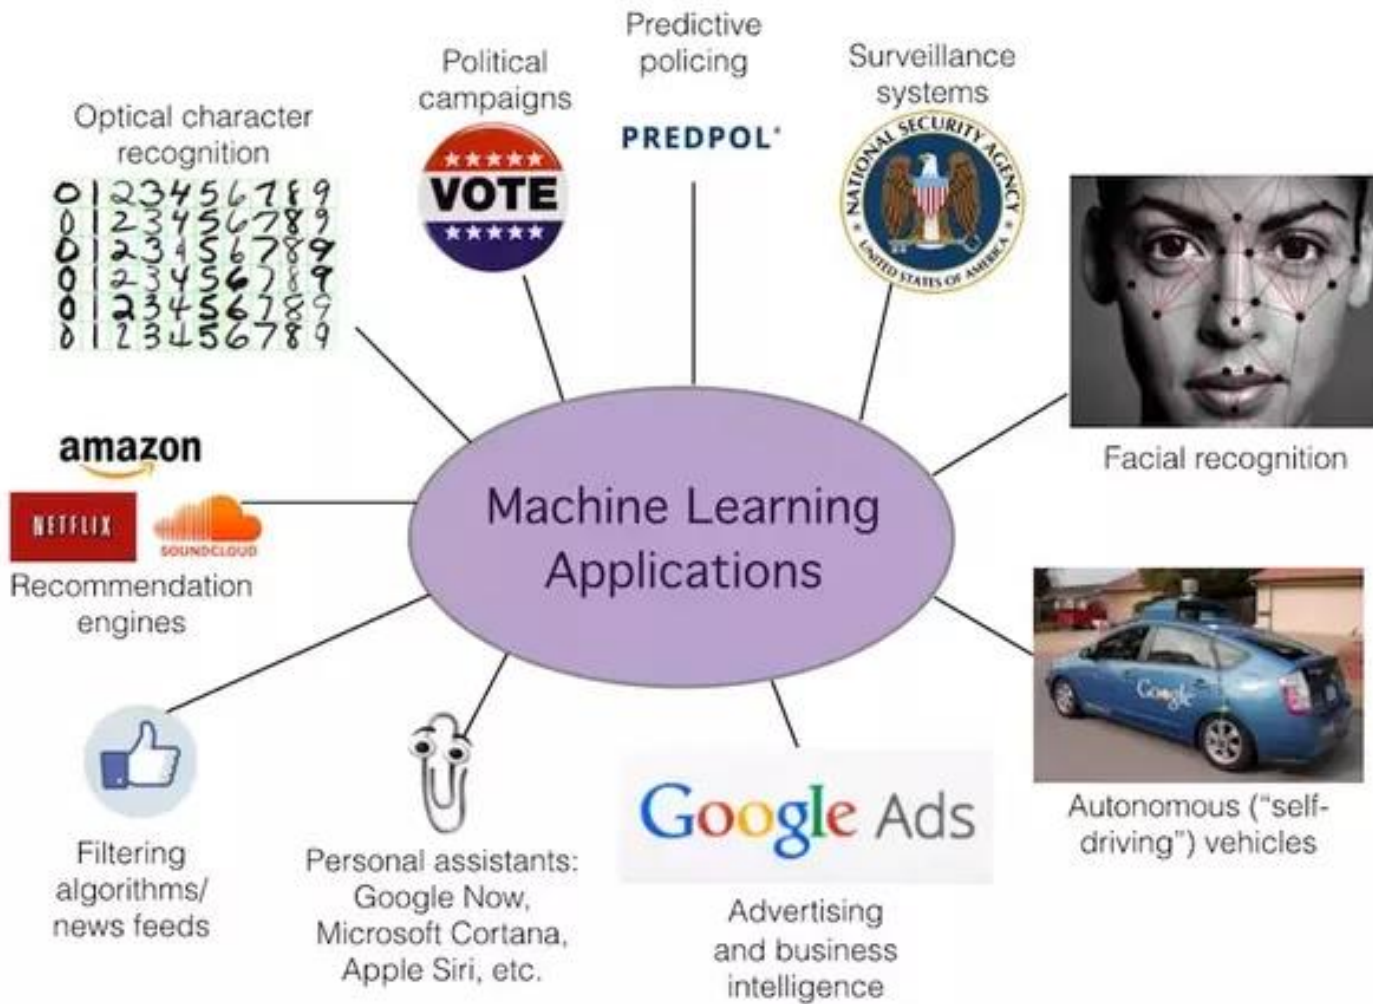 Predictive
policing
PREDPOL®
Political
campaigns
VOTE
Surveillance
systems
NATIONAL SECURITY AGENCY
UNITED STATES OF AMERICA
Optical character
recognition
0 1 2 3 4 5 6 7 8 9
0 1 2 3 4 5 6 7 8 9
0 1 2 3 4 5 6 7 8 9
0 1 2 3 4 5 6 7 8 9
0 1 2 3 4 5 6 7 8 9
0 1 2 3 4 5 6 7 8 9
Facial recognition
amazon
NETFLIX
SOUNDCLOUD
Recommendation
engines
Machine Learning
Applications
Google
Autonomous ("self-
driving") vehicles
Filtering
algorithms/
news feeds
Personal assistants:
Google Now,
Microsoft Cortana,
Apple Siri, etc.
Google Ads
Advertising
and business
intelligence